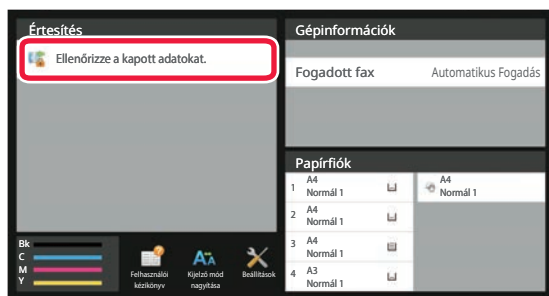 Értesítés
Ellenőrizze a kapott adatokat.
Gépinformációk
Fogadott fax Automatikus Fogadás
Papírfiók
1 A4
Normál 1
A4
Normál 1
2 A4
Normál 1
3 A4
Normál 1
4 A3
Normál 1
Bk
C
M
Y
Felhasználói
kézikönyv
Kijelző mód
nagyítása
Beállítások